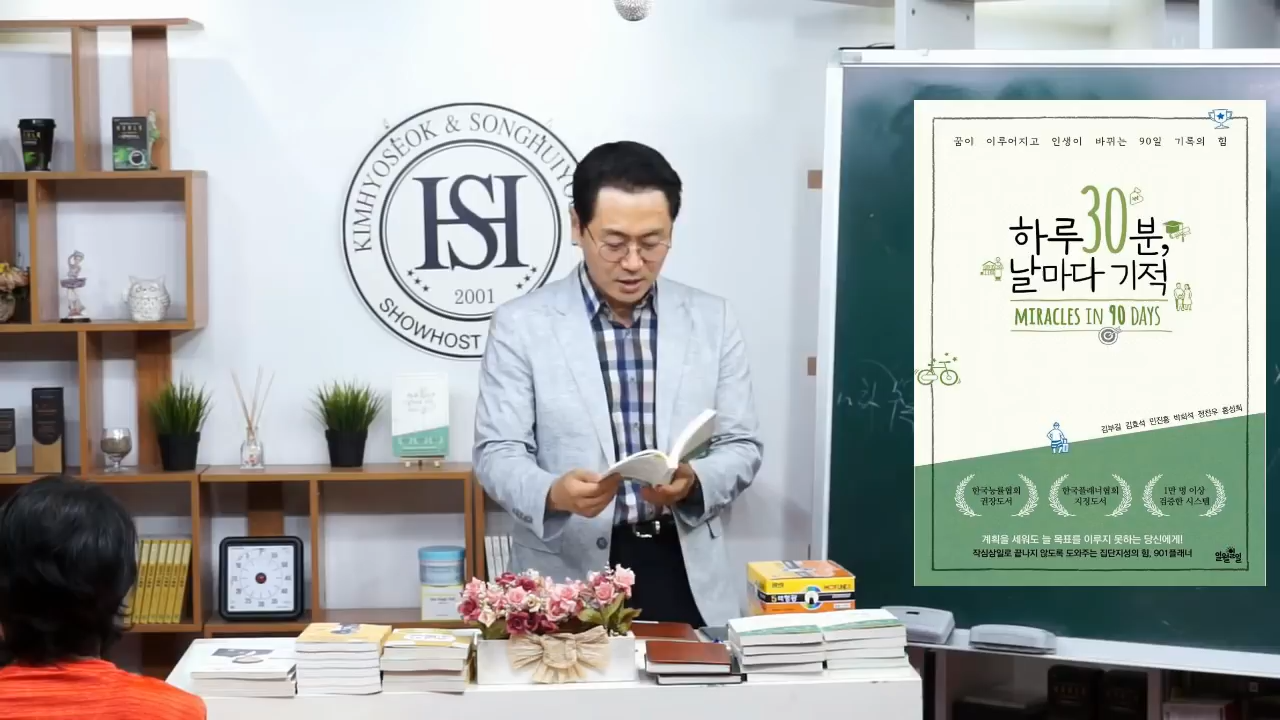 KIMHYOSEOK & SONGHUIYO
HSH
2001
SHOWHOST
꿈이 이루어지고 인생이 바뀌는 90일 기록의 힘
하루 30분,
날마다 기적
MIRACLES IN 90 DAYS
김부길 김효석 민진홍 박희석 정찬우 홍성희
한국능률협회
권장도서
한국플래너협회
지정도서
1만 명 이상
검증한 시스템
계획을 세워도 늘 목표를 이루지 못하는 당신에게!
작심삼일로 끝나지 않도록 도와주는 집단지성의 힘, 901플래너
일월일일